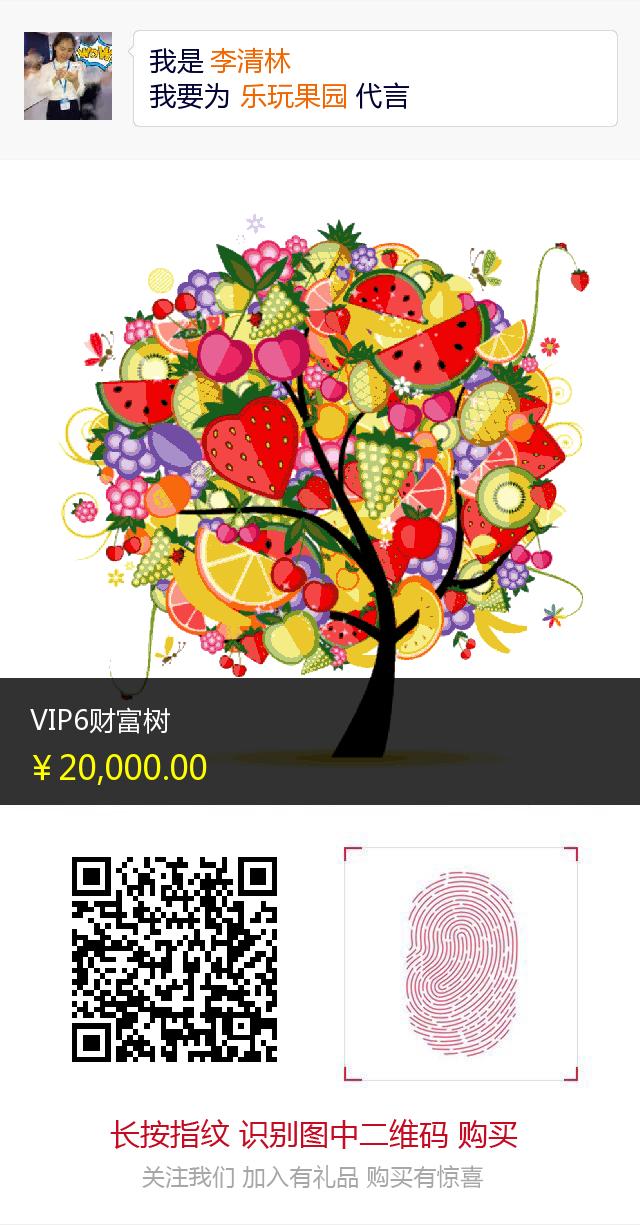 WOW
我是 李清林
我要为 乐玩果园 代言
VIP6财富树
￥20,000.00
长按指纹 识别图中二维码 购买
关注我们 加入有礼品 购买有惊喜